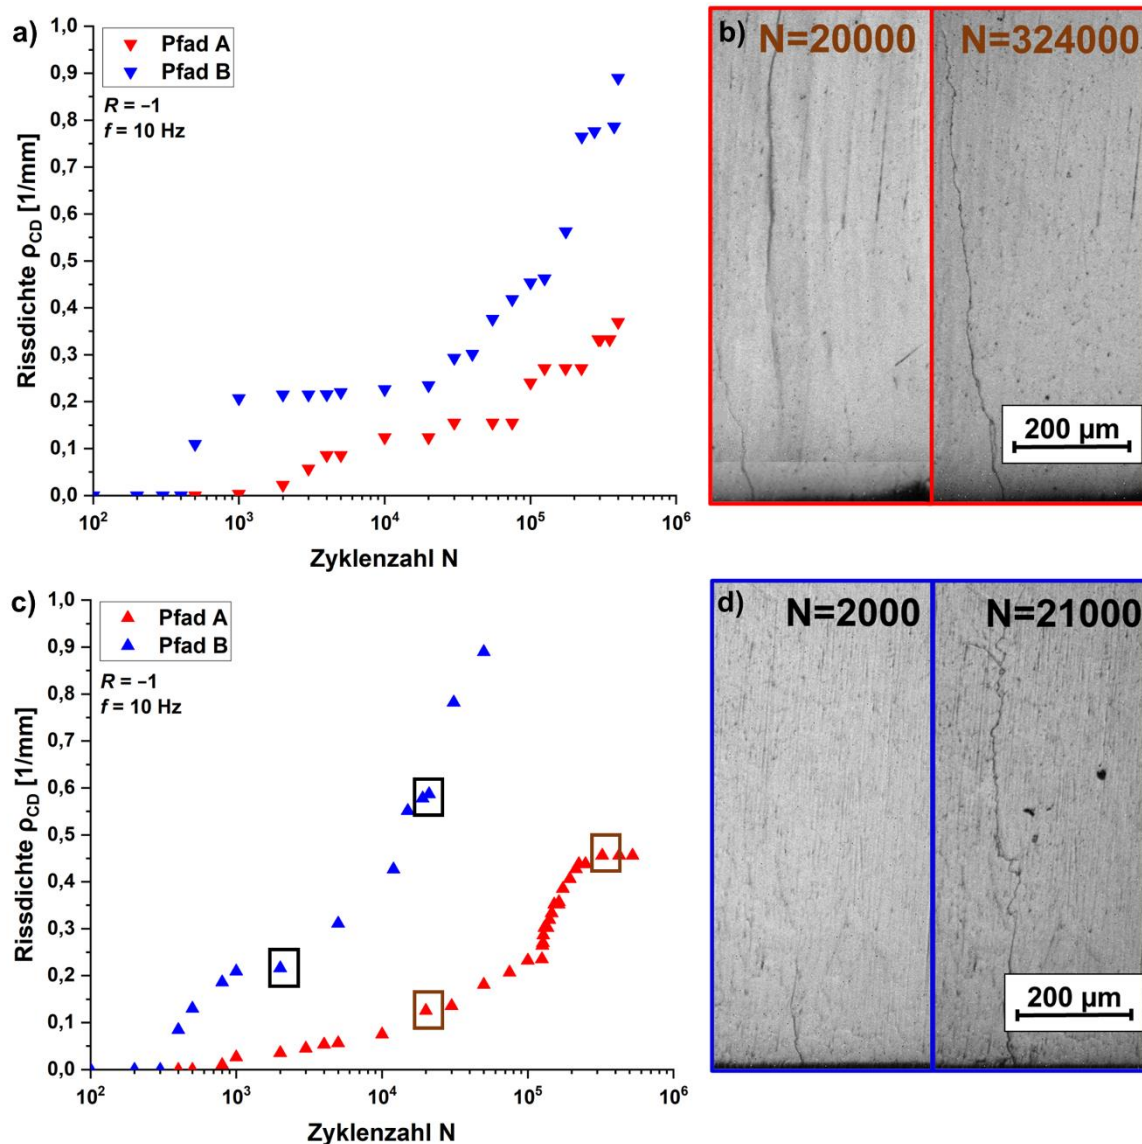 a)
1,0
0,9
0,8
0,7
0,6
0,5
0,4
0,3
0,2
0,1
0,0
Rissdichte ρCD [1/mm]
Pfad A
Pfad B
R = –1
f = 10 Hz
10²
10³
10⁴
10⁵
10⁶
Zyklenzahl N
b)
N=20000
N=324000
200 µm
c)
1,0
0,9
0,8
0,7
0,6
0,5
0,4
0,3
0,2
0,1
0,0
Rissdichte ρCD [1/mm]
Pfad A
Pfad B
R = –1
f = 10 Hz
10²
10³
10⁴
10⁵
10⁶
Zyklenzahl N
d)
N=2000
N=21000
200 µm